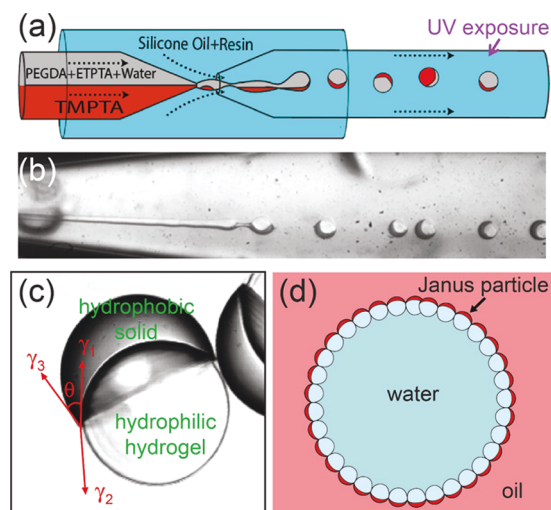 (a)
UV exposure
Silicone Oil+Resin
PEGDA+ETPTA+Water
TMPTA
(b)
(c)
hydrophobic
solid
γ₁
γ₃
θ
hydrophilic
hydrogel
γ₂
(d)
Janus particle
water
oil